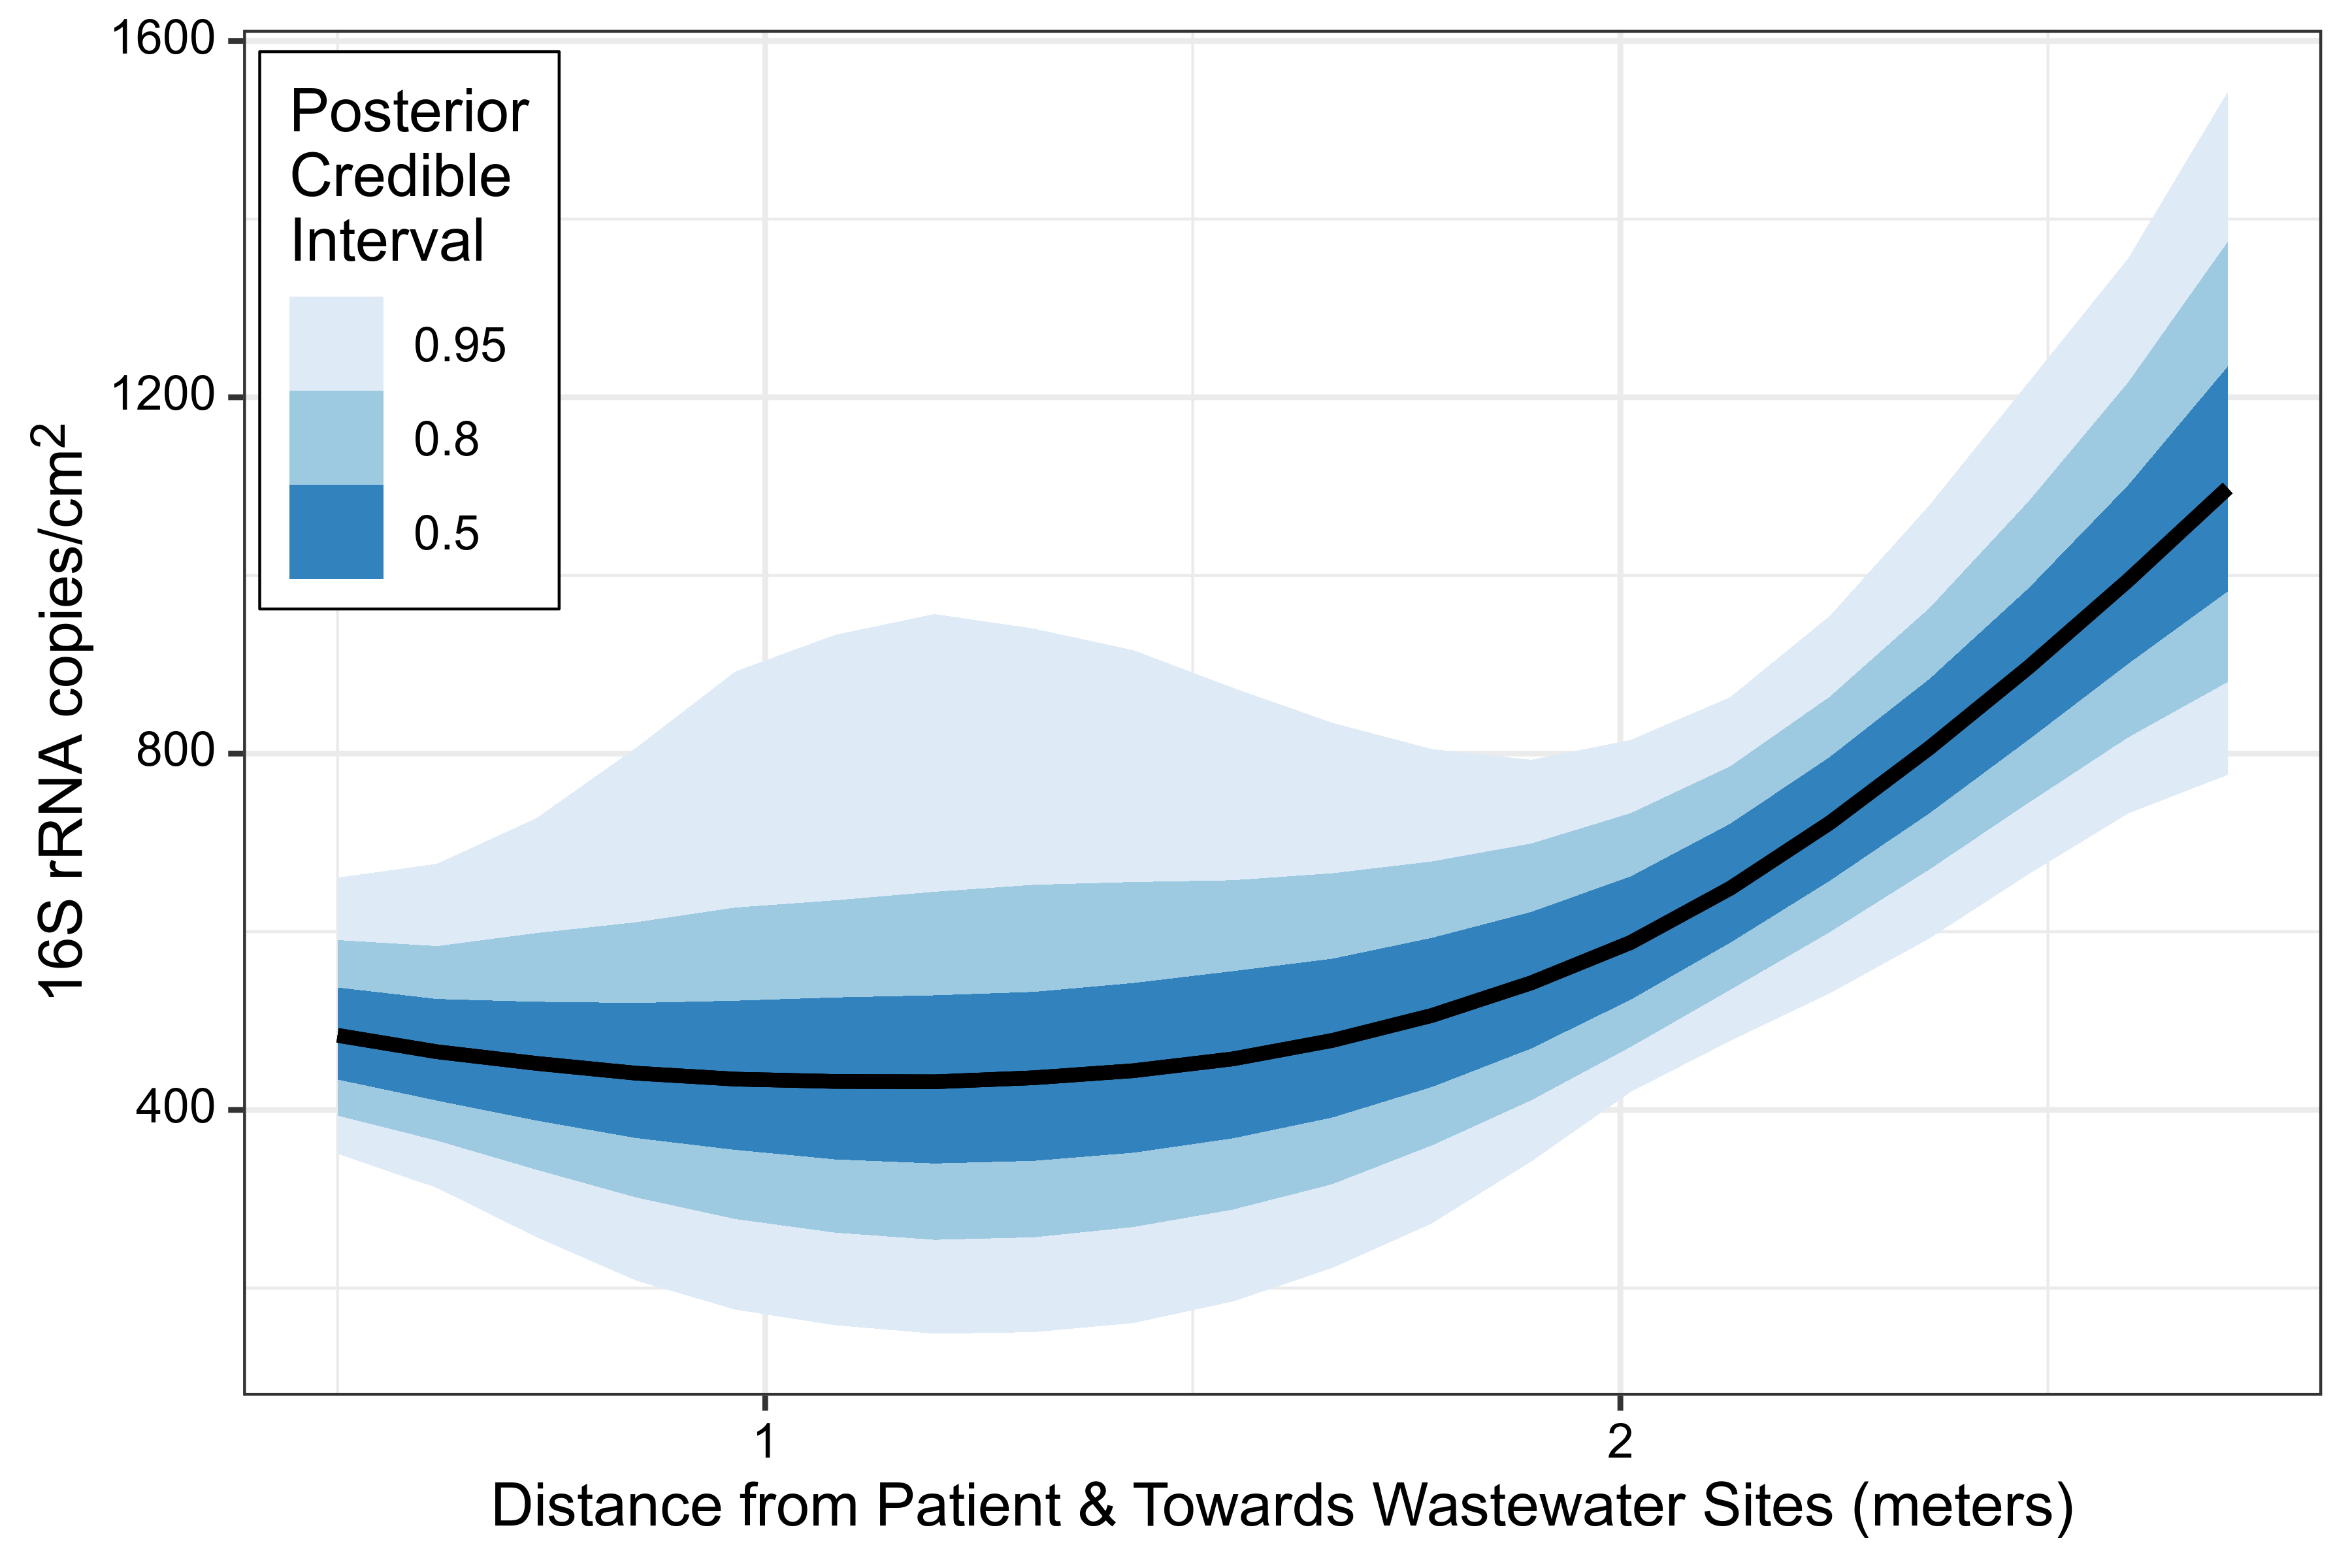 1600
1200
800
400
16S rRNA copies/cm²
Posterior
Credible
Interval
0.95
0.8
0.5
1
2
Distance from Patient & Towards Wastewater Sites (meters)